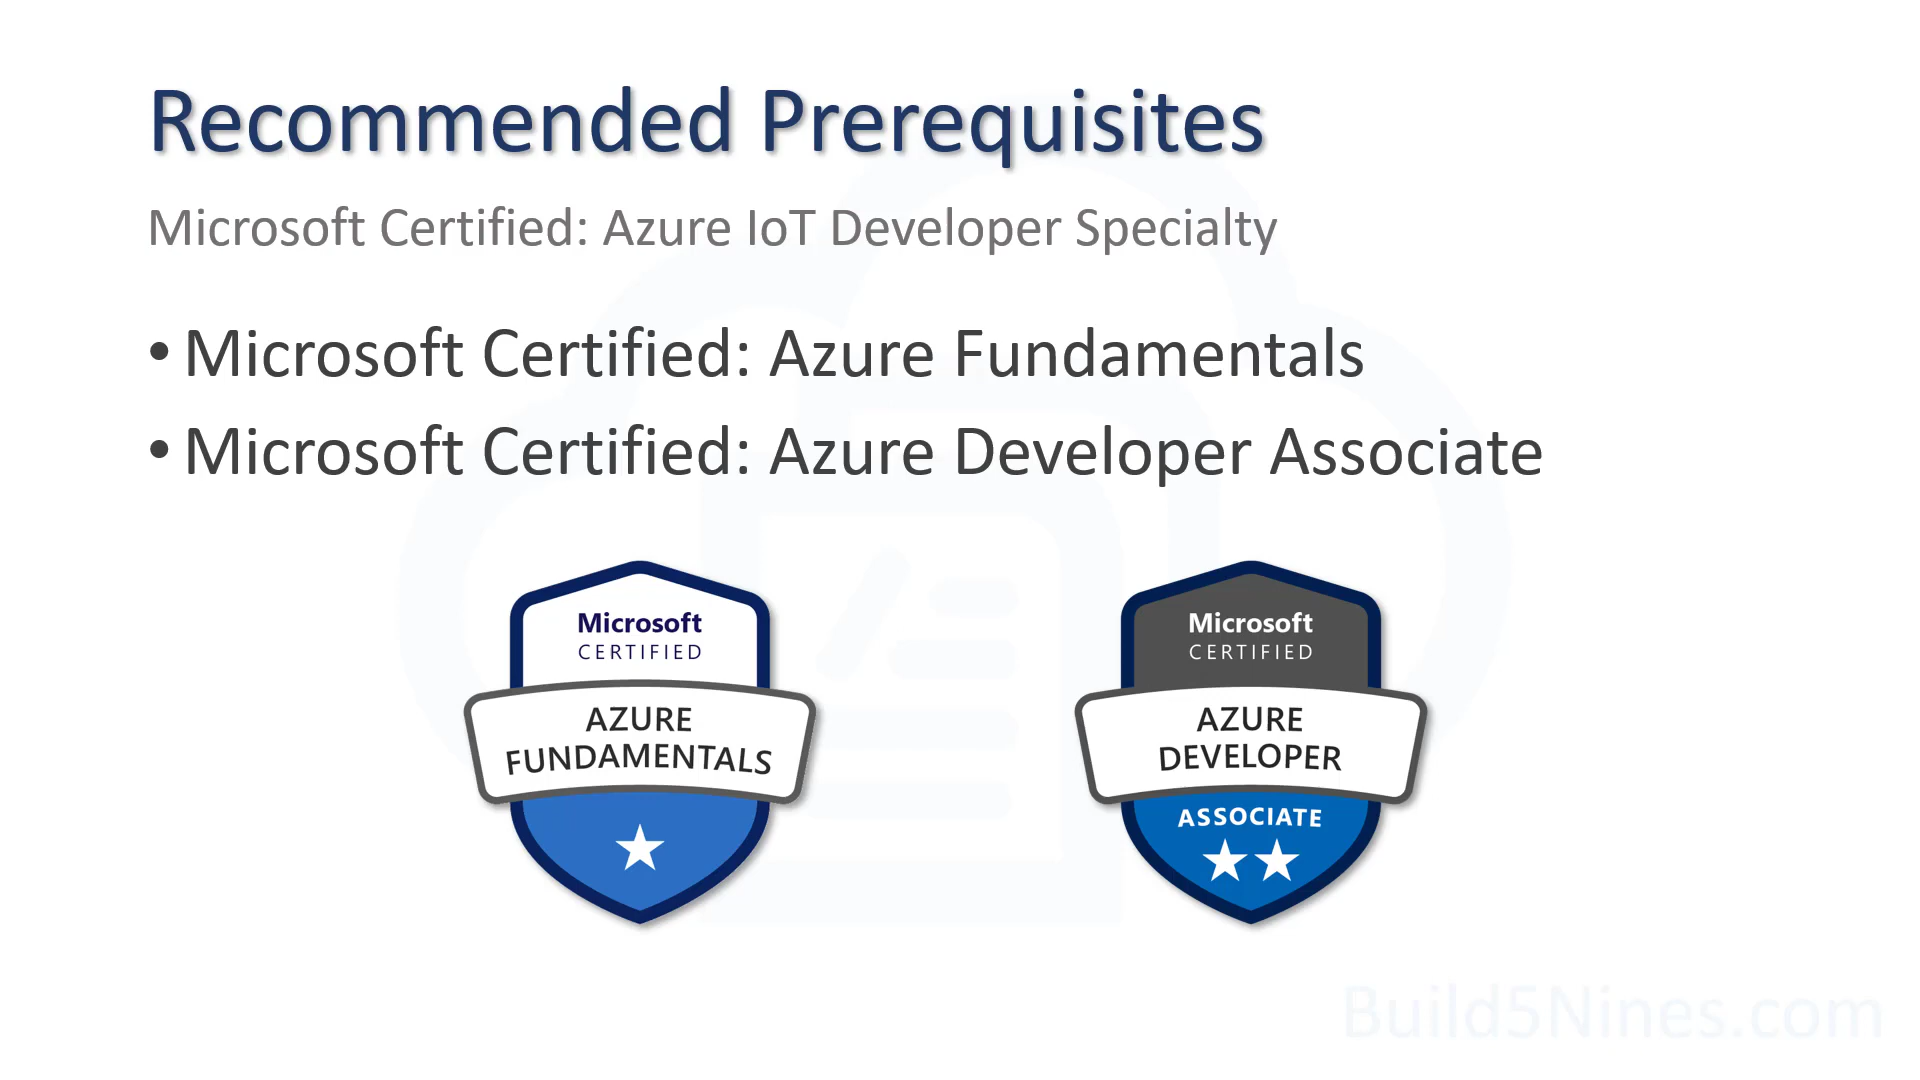 Recommended Prerequisites
Microsoft Certified: Azure IoT Developer Specialty
• Microsoft Certified: Azure Fundamentals
• Microsoft Certified: Azure Developer Associate
Microsoft
CERTIFIED
AZURE
FUNDAMENTALS
Microsoft
CERTIFIED
AZURE
DEVELOPER
ASSOCIATE
Build5Nines.com